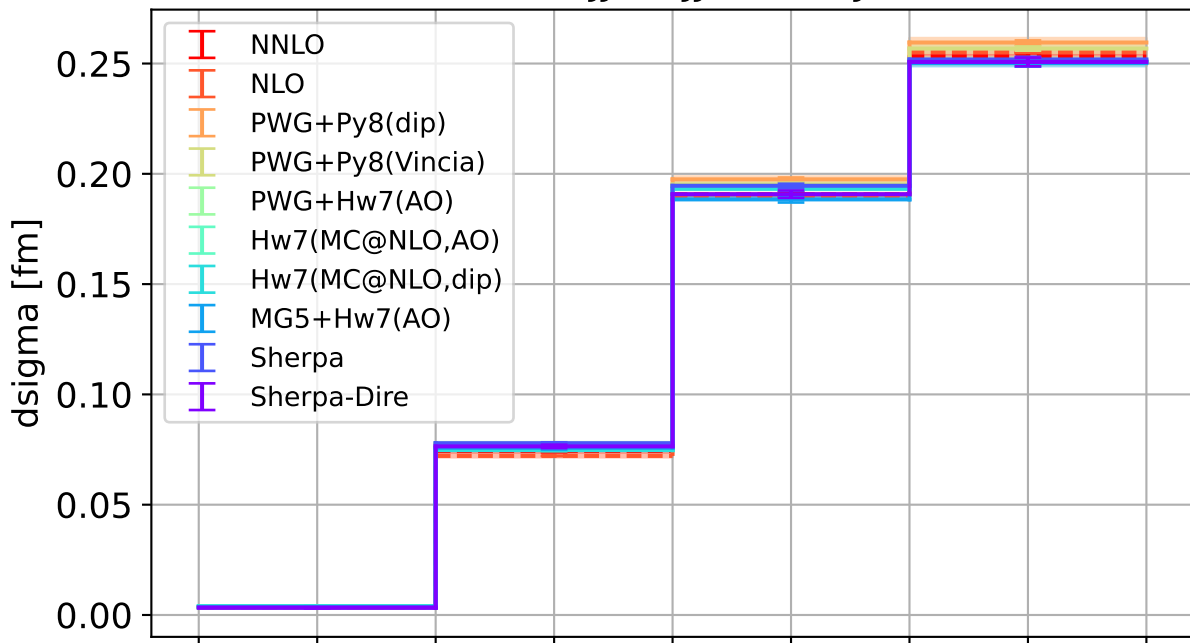 NNLO
NLO
PWG+Py8(dip)
PWG+Py8(Vincia)
PWG+Hw7(AO)
Hw7(MC@NLO,AO)
Hw7(MC@NLO,dip)
MG5+Hw7(AO)
Sherpa
Sherpa-Dire
dsigma [fm]
0.25
0.20
0.15
0.10
0.05
0.00